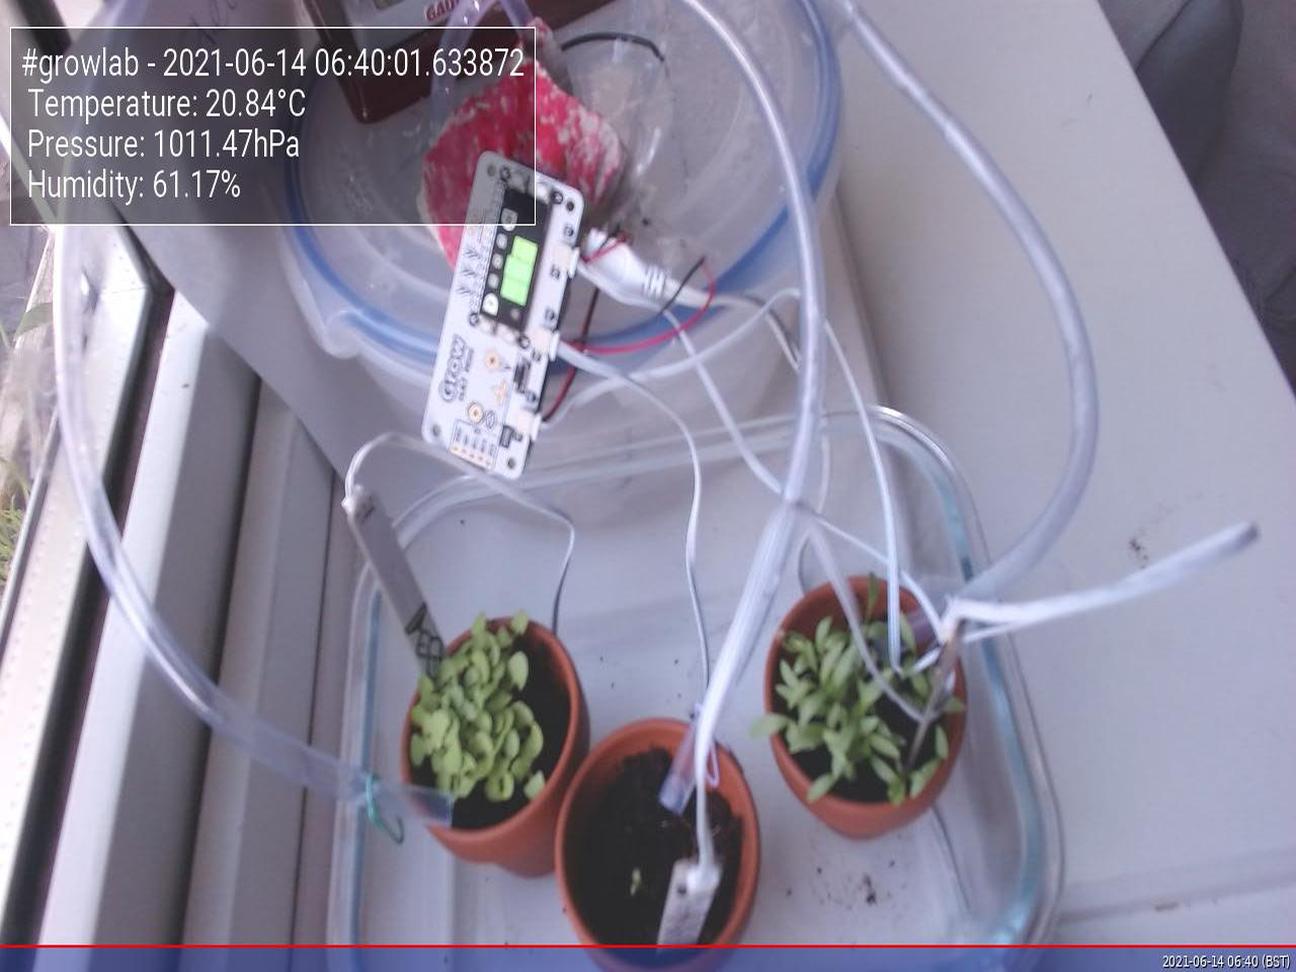 #growlab - 2021-06-14 06:40:01.633872
Temperature: 20.84°C
Pressure: 1011.47hPa
Humidity: 61.17%
GROW
2021-06-14 06:40 (BST)